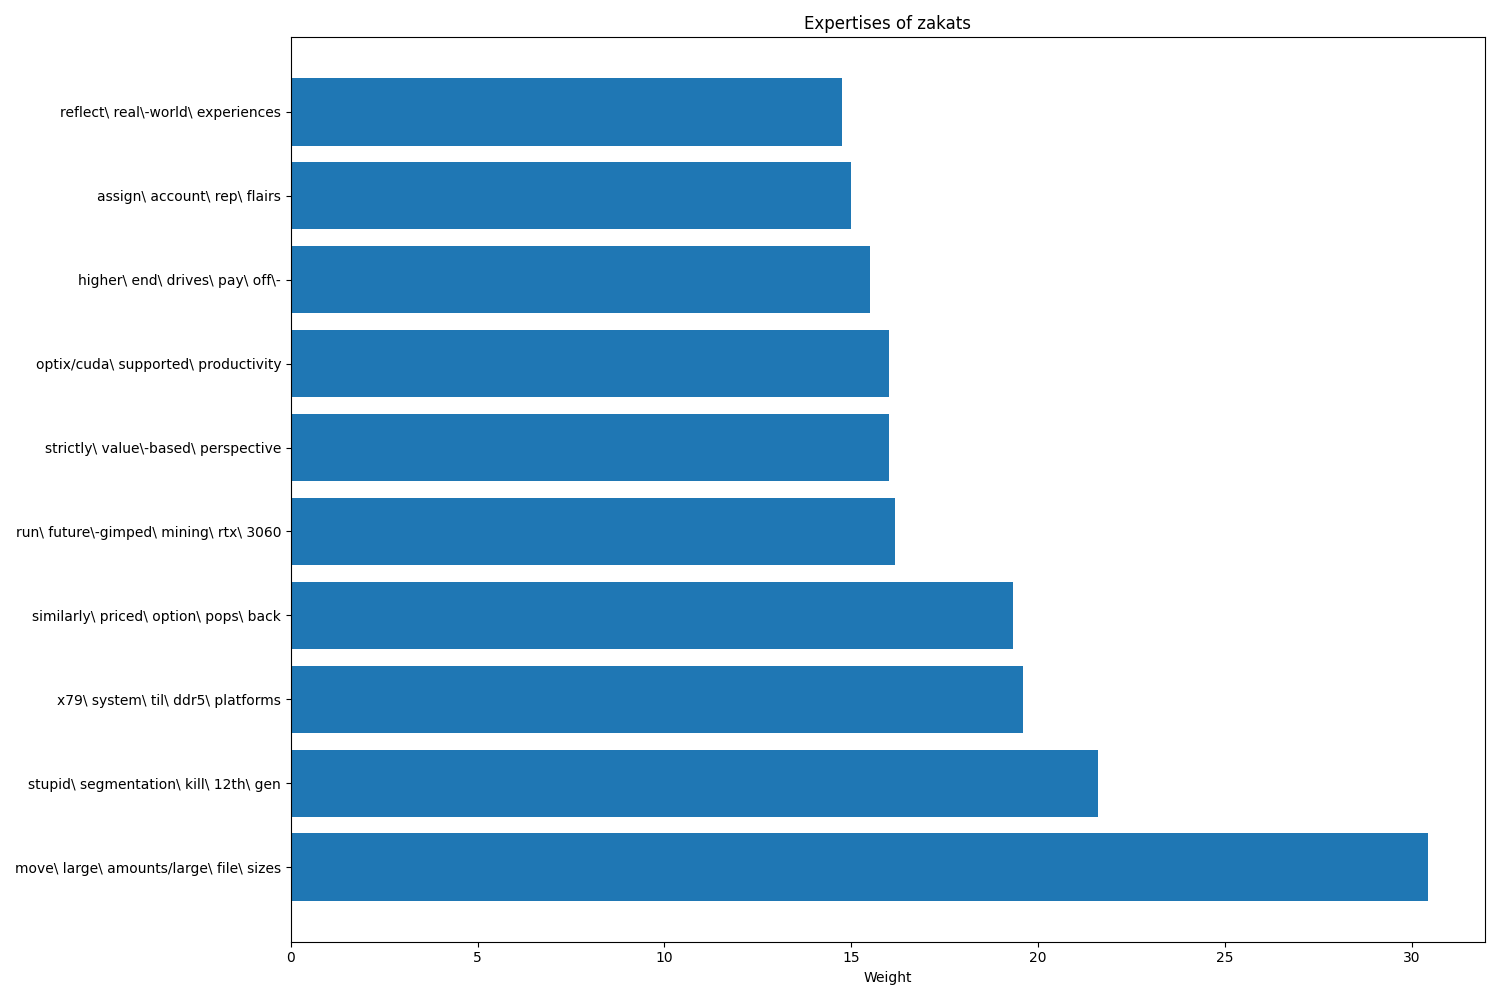 Expertises of zakats
reflect\ real\-world\ experiences
assign\ account\ rep\ flairs
higher\ end\ drives\ pay\ off\-
optix/cuda\ supported\ productivity
strictly\ value\-based\ perspective
run\ future\-gimped\ mining\ rtx\ 3060
similarly\ priced\ option\ pops\ back
x79\ system\ til\ ddr5\ platforms
stupid\ segmentation\ kill\ 12th\ gen
move\ large\ amounts/large\ file\ sizes
0 5 10 15 20 25 30
Weight